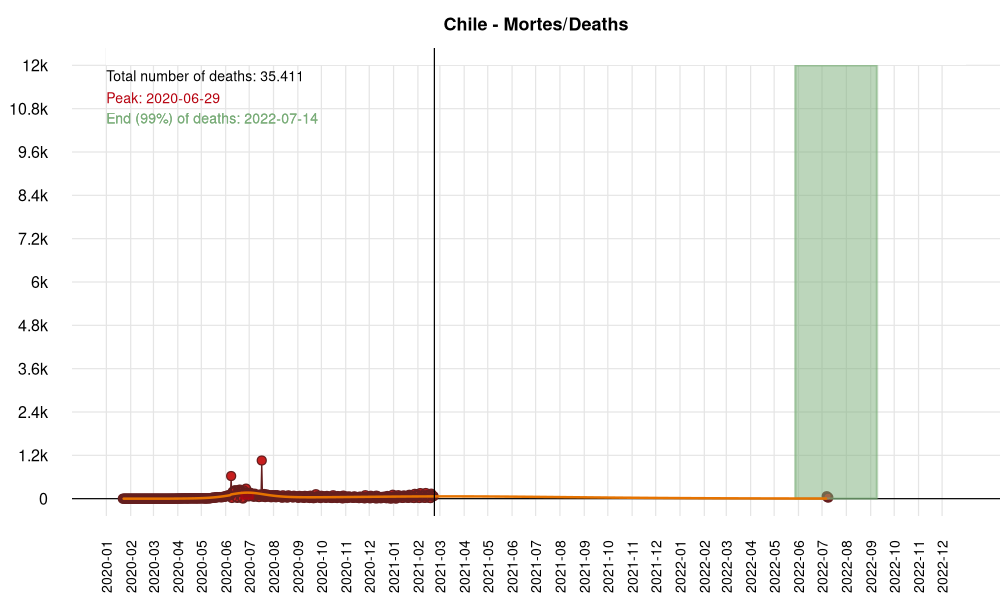 Chile - Mortes/Deaths
Total number of deaths: 35.411
Peak: 2020-06-29
End (99%) of deaths: 2022-07-14
12k
10.8k
9.6k
8.4k
7.2k
6k
4.8k
3.6k
2.4k
1.2k
0
2020-01
2020-02
2020-03
2020-04
2020-05
2020-06
2020-07
2020-08
2020-09
2020-10
2020-11
2020-12
2021-01
2021-02
2021-03
2021-04
2021-05
2021-06
2021-07
2021-08
2021-09
2021-10
2021-11
2021-12
2022-01
2022-02
2022-03
2022-04
2022-05
2022-06
2022-07
2022-08
2022-09
2022-10
2022-11
2022-12